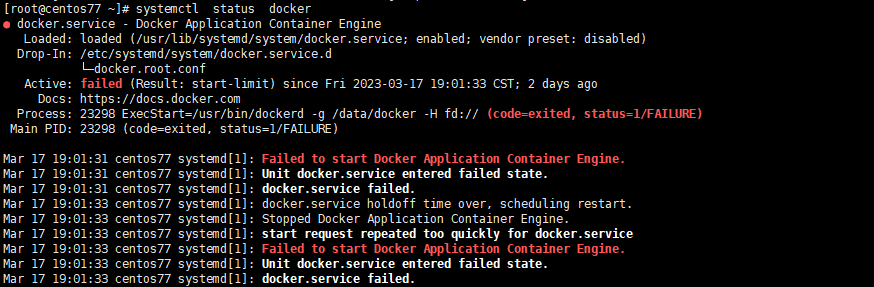 [root@centos77 ~]# systemctl  status  docker
● docker.service - Docker Application Container Engine
   Loaded: loaded (/usr/lib/systemd/system/docker.service; enabled; vendor preset: disabled)
  Drop-In: /etc/systemd/system/docker.service.d
           └─docker.root.conf
   Active: failed (Result: start-limit) since Fri 2023-03-17 19:01:33 CST; 2 days ago
     Docs: https://docs.docker.com
  Process: 23298 ExecStart=/usr/bin/dockerd -g /data/docker -H fd:// (code=exited, status=1/FAILURE)
 Main PID: 23298 (code=exited, status=1/FAILURE)

Mar 17 19:01:31 centos77 systemd[1]: Failed to start Docker Application Container Engine.
Mar 17 19:01:31 centos77 systemd[1]: Unit docker.service entered failed state.
Mar 17 19:01:31 centos77 systemd[1]: docker.service failed.
Mar 17 19:01:33 centos77 systemd[1]: docker.service holdoff time over, scheduling restart.
Mar 17 19:01:33 centos77 systemd[1]: Stopped Docker Application Container Engine.
Mar 17 19:01:33 centos77 systemd[1]: start request repeated too quickly for docker.service
Mar 17 19:01:33 centos77 systemd[1]: Failed to start Docker Application Container Engine.
Mar 17 19:01:33 centos77 systemd[1]: Unit docker.service entered failed state.
Mar 17 19:01:33 centos77 systemd[1]: docker.service failed.